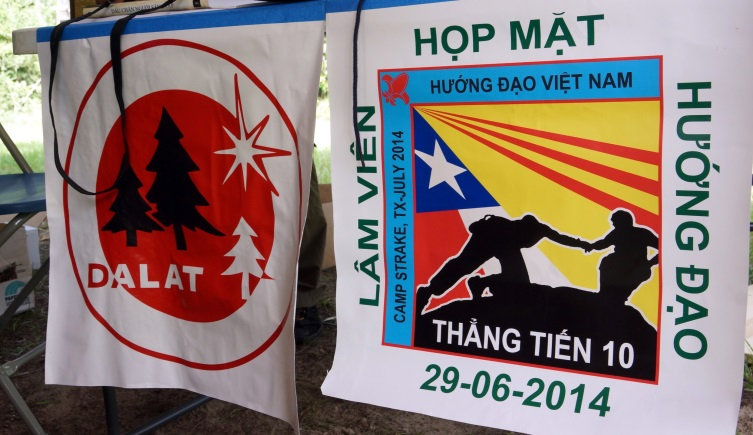 DALAT
HỌP MẶT
LÂM VIÊN
HƯỚNG ĐẠO
HƯỚNG ĐẠO VIỆT NAM
CAMP STRAKE, TX-JULY 2014
THẲNG TIẾN 10
29-06-2014